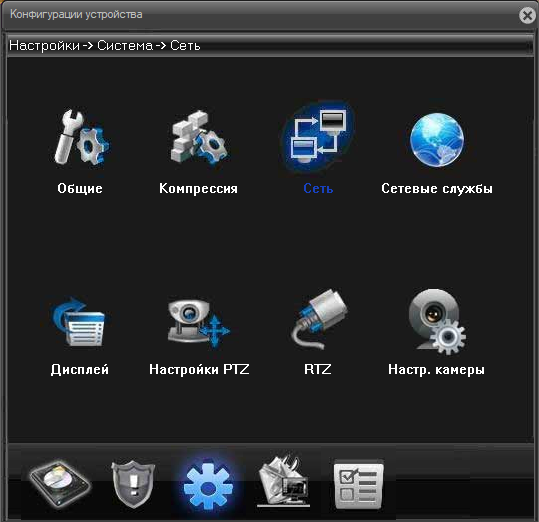 Конфигурации устройства
Настройки -> Система -> Сеть
Общие
Компрессия
Сеть
Сетевые службы
Дисплей
Настройки PTZ
RTZ
Настр. камеры